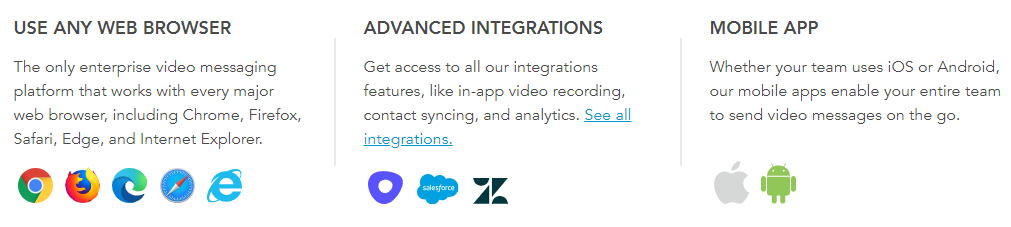 USE ANY WEB BROWSER
The only enterprise video messaging
platform that works with every major
web browser, including Chrome, Firefox,
Safari, Edge, and Internet Explorer.
ADVANCED INTEGRATIONS
Get access to all our integrations
features, like in-app video recording,
contact syncing, and analytics. See all
integrations.
salesforce
MOBILE APP
Whether your team uses iOS or Android,
our mobile apps enable your entire team
to send video messages on the go.